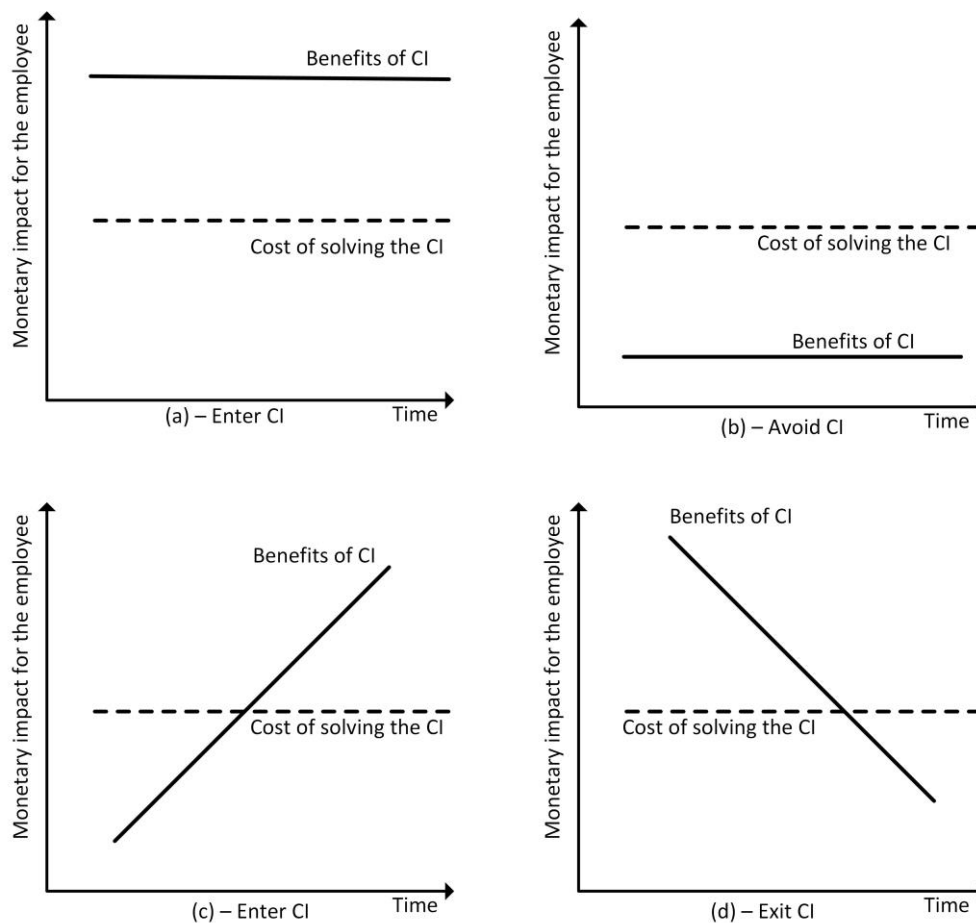 Monetary impact for the employee
Benefits of CI
Cost of solving the CI
(a) – Enter CI
Time
Monetary impact for the employee
Cost of solving the CI
Benefits of CI
(b) – Avoid CI
Time
Monetary impact for the employee
Benefits of CI
Cost of solving the CI
(c) – Enter CI
Time
Monetary impact for the employee
Benefits of CI
Cost of solving the CI
(d) – Exit CI
Time